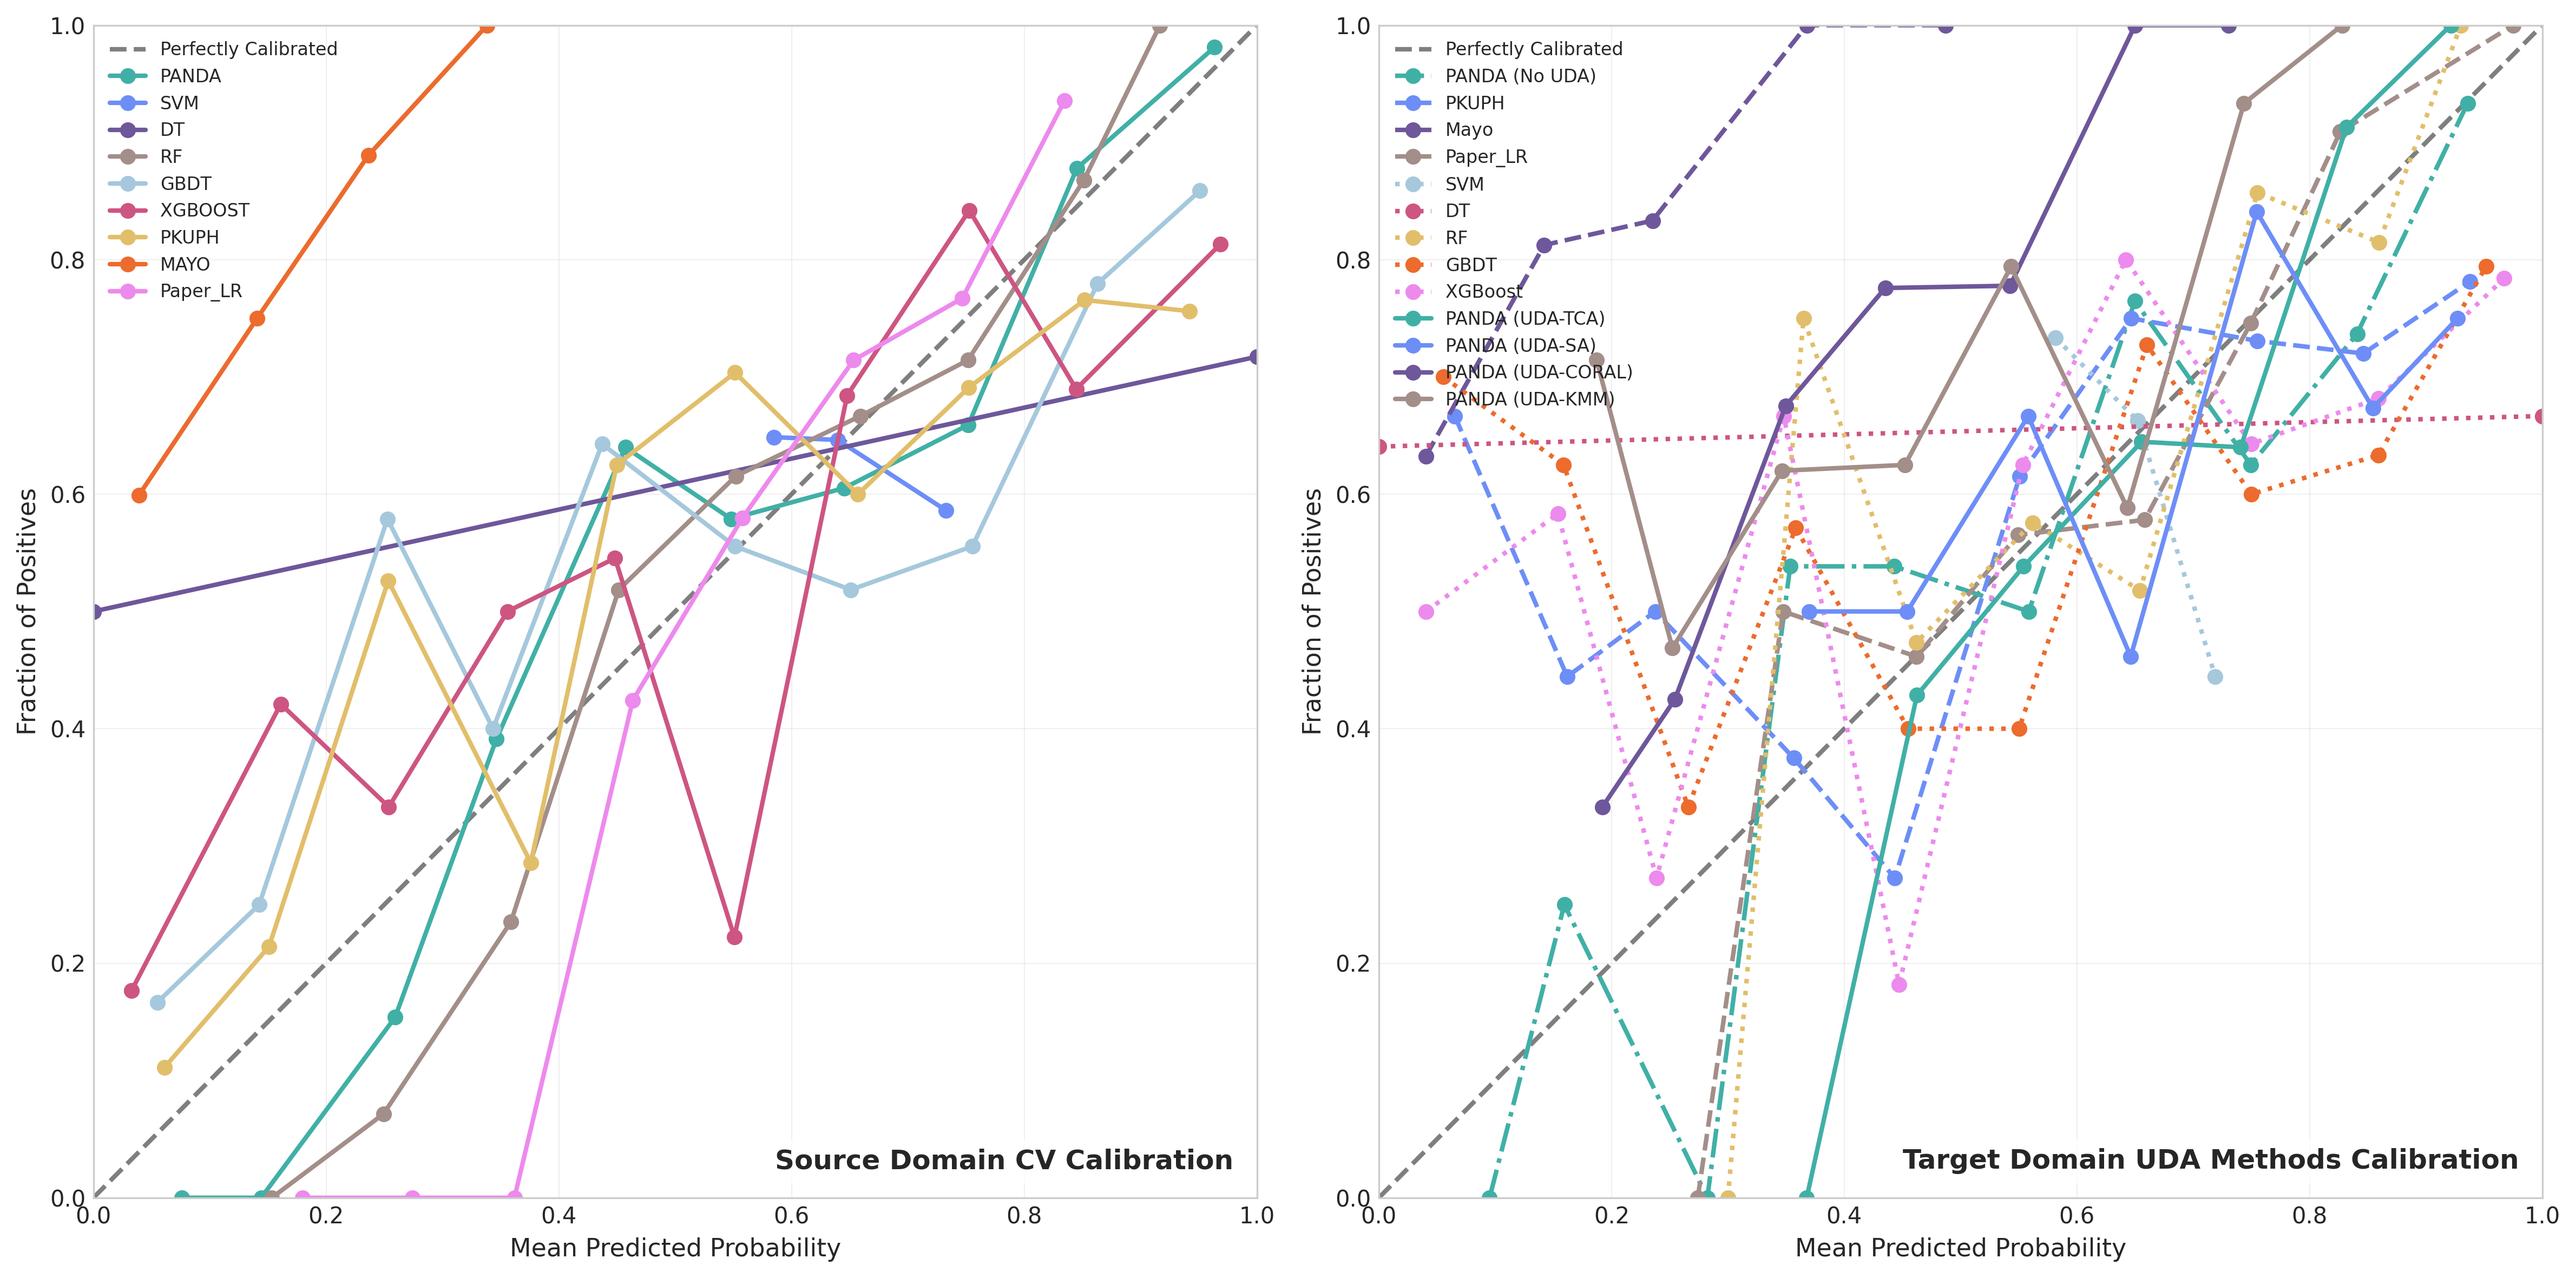 1.0
0.8
0.6
0.4
0.2
0.0
Fraction of Positives
Perfectly Calibrated
PANDA
SVM
DT
RF
GBDT
XGBOOST
PKUPH
MAYO
Paper_LR
Source Domain CV Calibration
0.0 0.2 0.4 0.6 0.8 1.0
Mean Predicted Probability
1.0
0.8
0.6
0.4
0.2
0.0
Fraction of Positives
Perfectly Calibrated
PANDA (No UDA)
PKUPH
Mayo
Paper_LR
SVM
DT
RF
GBDT
XGBoost
PANDA (UDA-TCA)
PANDA (UDA-SA)
PANDA (UDA-CORAL)
PANDA (UDA-KMM)
Target Domain UDA Methods Calibration
0.0 0.2 0.4 0.6 0.8 1.0
Mean Predicted Probability